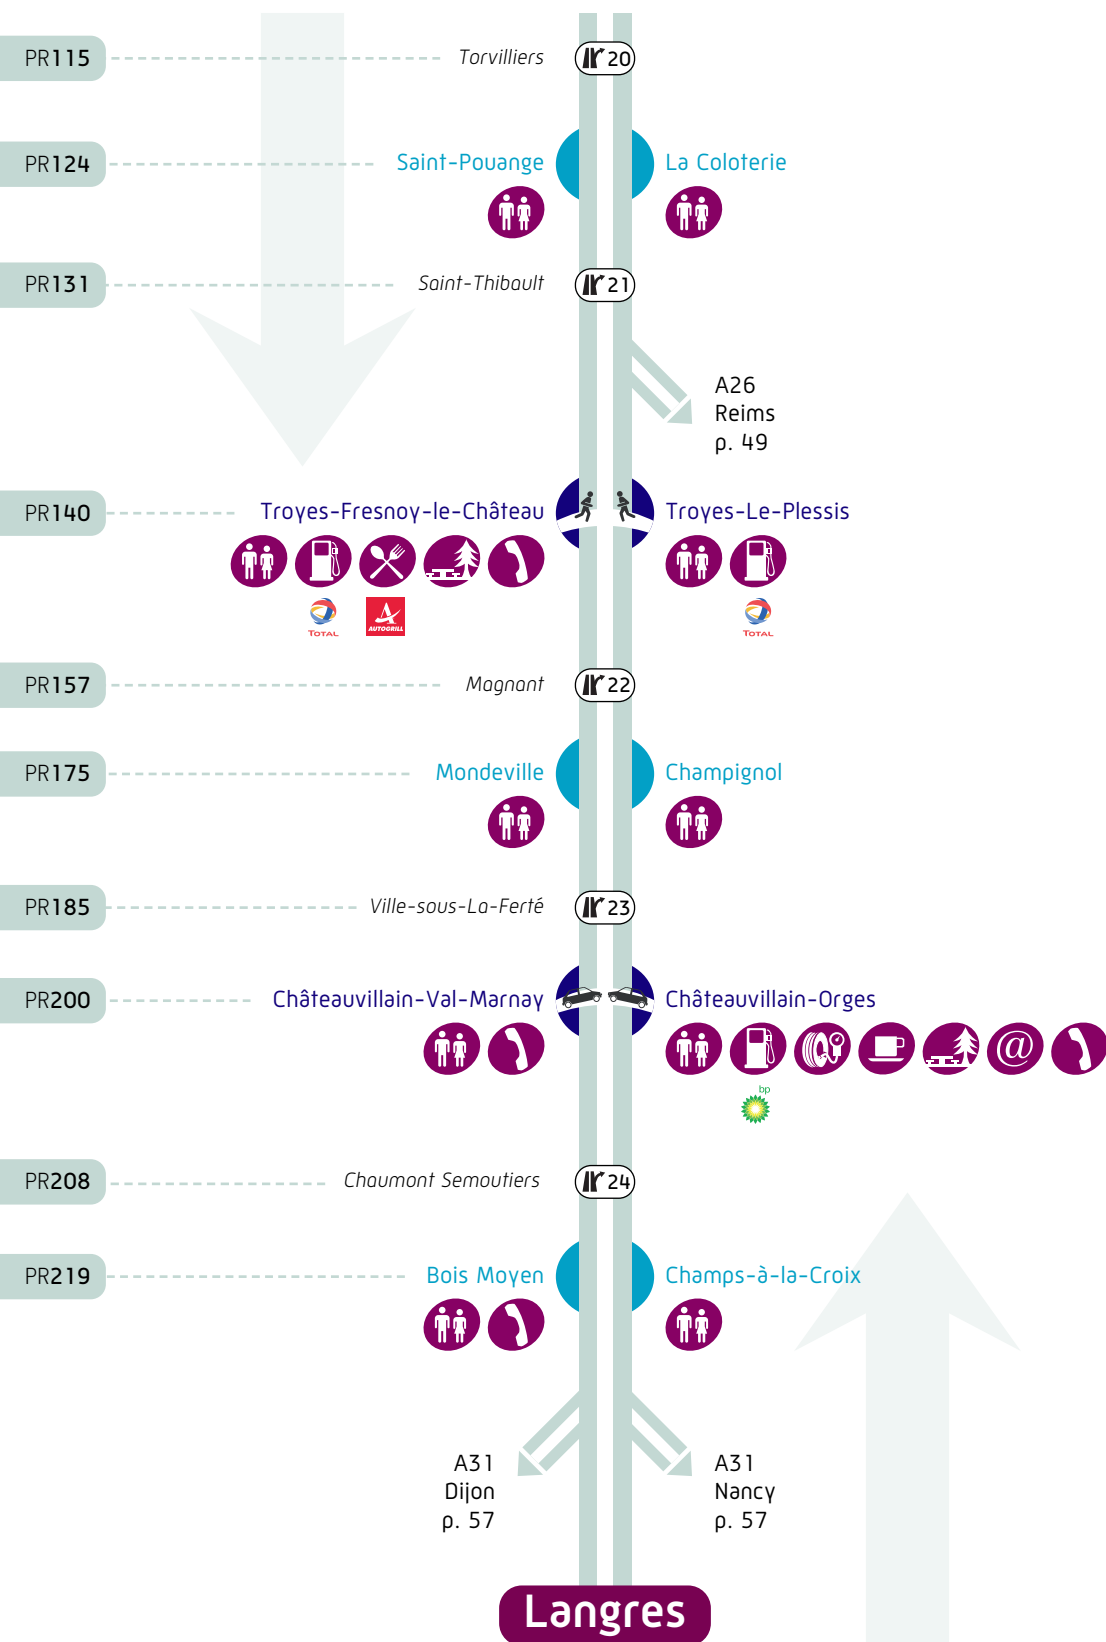 PR115
Torvilliers
20
PR124
Saint-Pouange
La Coloterie
PR131
Saint-Thibault
21
A26
Reims
p. 49
PR140
Troyes-Fresnoy-le-Château
Troyes-Le-Plessis
TOTAL
AUTOGRILL
TOTAL
PR157
Magnant
22
PR175
Mondeville
Champignol
PR185
Ville-sous-La-Ferté
23
PR200
Châteauvillain-Val-Marnay
Châteauvillain-Orges
@
bp
PR208
Chaumont Semoutiers
24
PR219
Bois Moyen
Champs-à-la-Croix
A31
Dijon
p. 57
A31
Nancy
p. 57
Langres